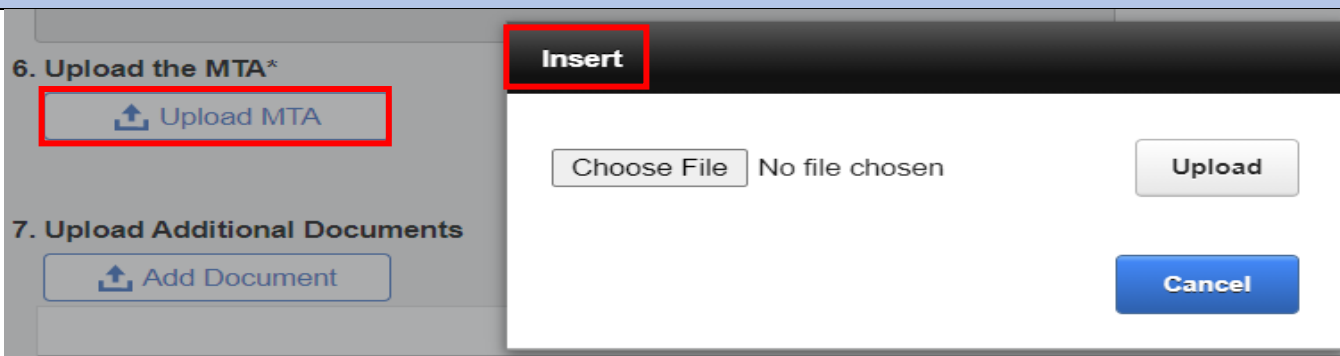 6. Upload the MTA*
Upload MTA
7. Upload Additional Documents
Add Document
Insert
Choose File No file chosen
Upload
Cancel